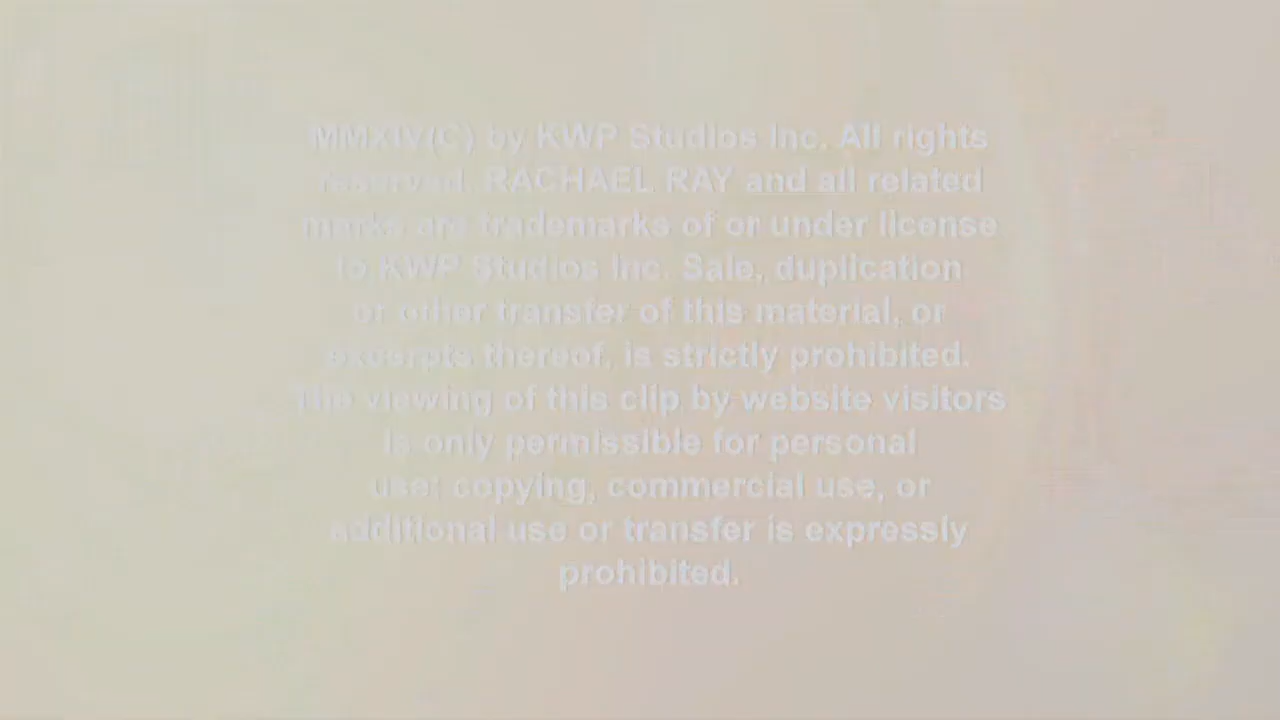 MMXIV(C) by KWP Studios Inc. All rights
reserved. RACHAEL RAY and all related
marks are trademarks of or under license
to KWP Studios Inc. Sale, duplication
or other transfer of this material, or
excerpts thereof, is strictly prohibited.
The viewing of this clip by website visitors
is only permissible for personal
use; copying, commercial use, or
additional use or transfer is expressly
prohibited.